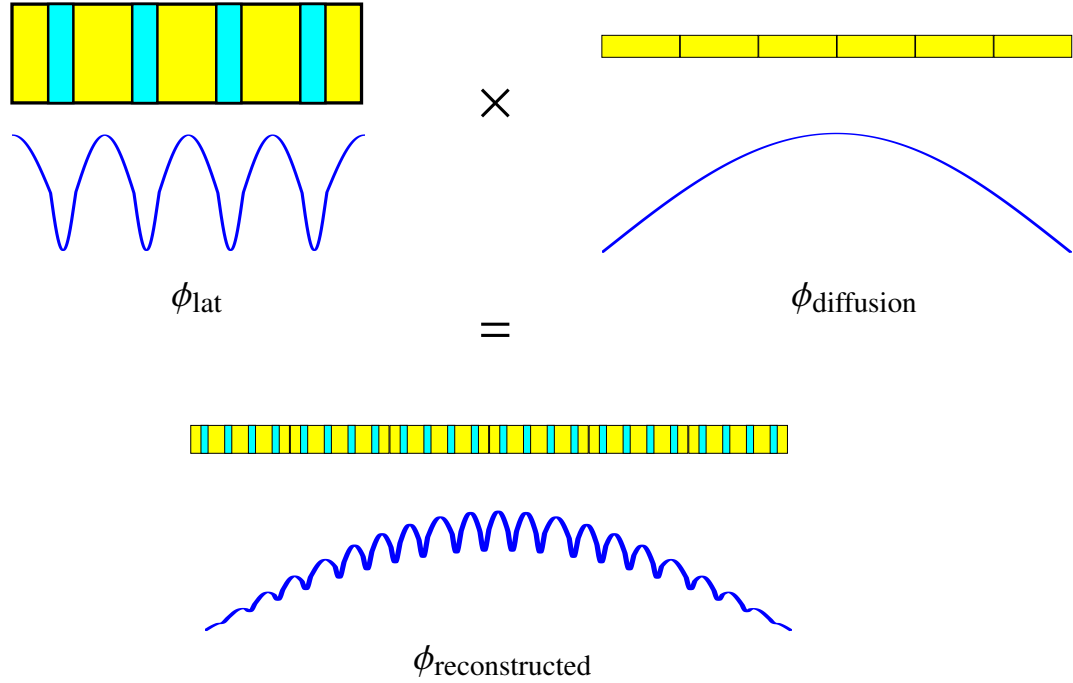 ×
ϕlat
ϕdiffusion
=
ϕreconstructed